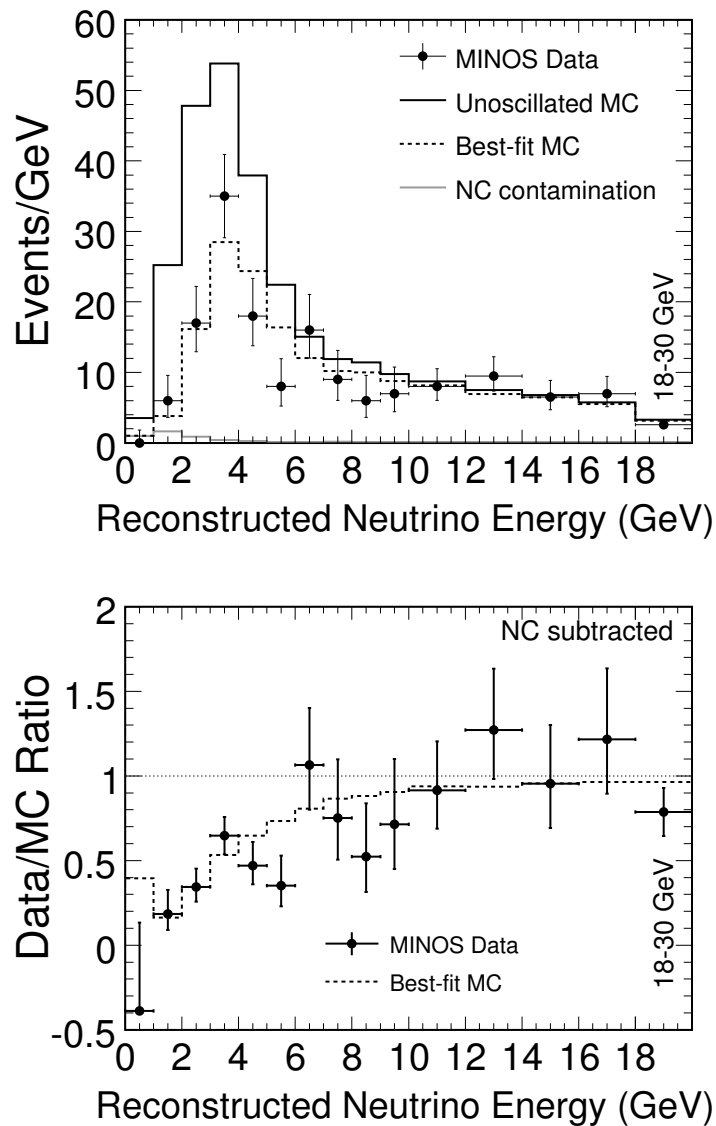 60
50
40
30
20
10
0
Events/GeV
MINOS Data
Unoscillated MC
Best-fit MC
NC contamination
18-30 GeV
0 2 4 6 8 10 12 14 16 18
Reconstructed Neutrino Energy (GeV)
2
1.5
1
0.5
0
-0.5
Data/MC Ratio
NC subtracted
MINOS Data
Best-fit MC
18-30 GeV
0 2 4 6 8 10 12 14 16 18
Reconstructed Neutrino Energy (GeV)